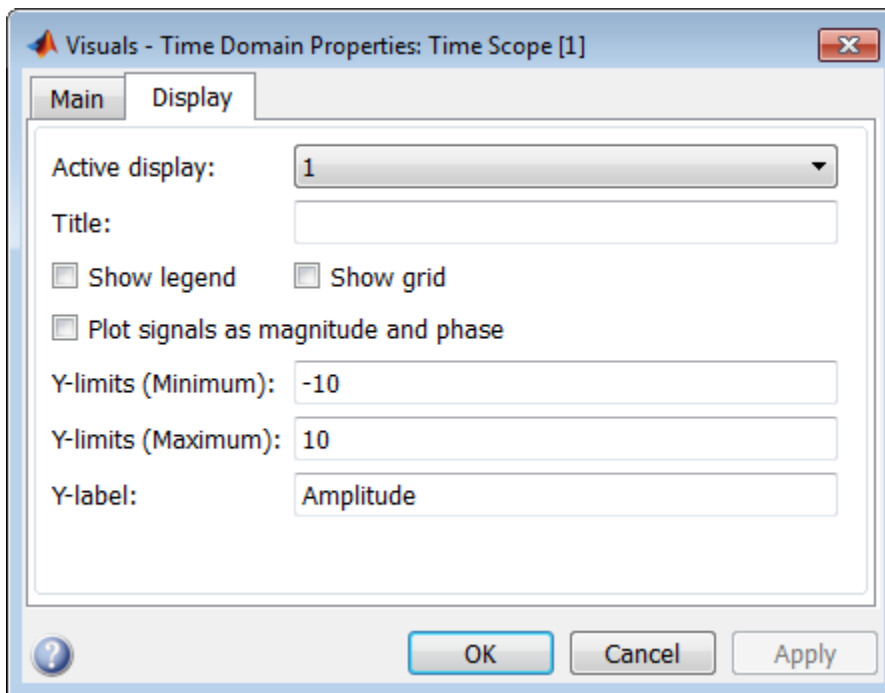 Visuals - Time Domain Properties: Time Scope [1]
Main Display
Active display: 1
Title:
Show legend Show grid
Plot signals as magnitude and phase
Y-limits (Minimum): -10
Y-limits (Maximum): 10
Y-label: Amplitude
? OK Cancel Apply